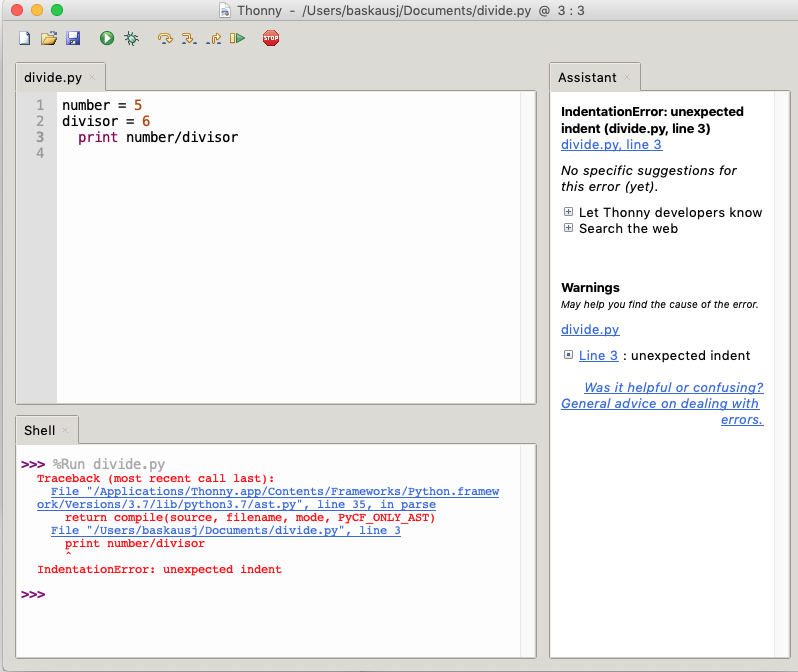 Thonny - /Users/baskausj/Documents/divide.py @ 3 : 3
STOP
divide.py
1 number = 5
2 divisor = 6
3   print number/divisor
4
Shell
>>> %Run divide.py
Traceback (most recent call last):
File "/Applications/Thonny.app/Contents/Frameworks/Python.framew
ork/Versions/3.7/lib/python3.7/ast.py", line 35, in parse
return compile(source, filename, mode, PyCF_ONLY_AST)
File "/Users/baskausj/Documents/divide.py", line 3
print number/divisor
^
IndentationError: unexpected indent
>>>
Assistant
IndentationError: unexpected
indent (divide.py, line 3)
divide.py, line 3
No specific suggestions for
this error (yet).
Let Thonny developers know
Search the web
Warnings
May help you find the cause of the error.
divide.py
Line 3 : unexpected indent
Was it helpful or confusing?
General advice on dealing with
errors.